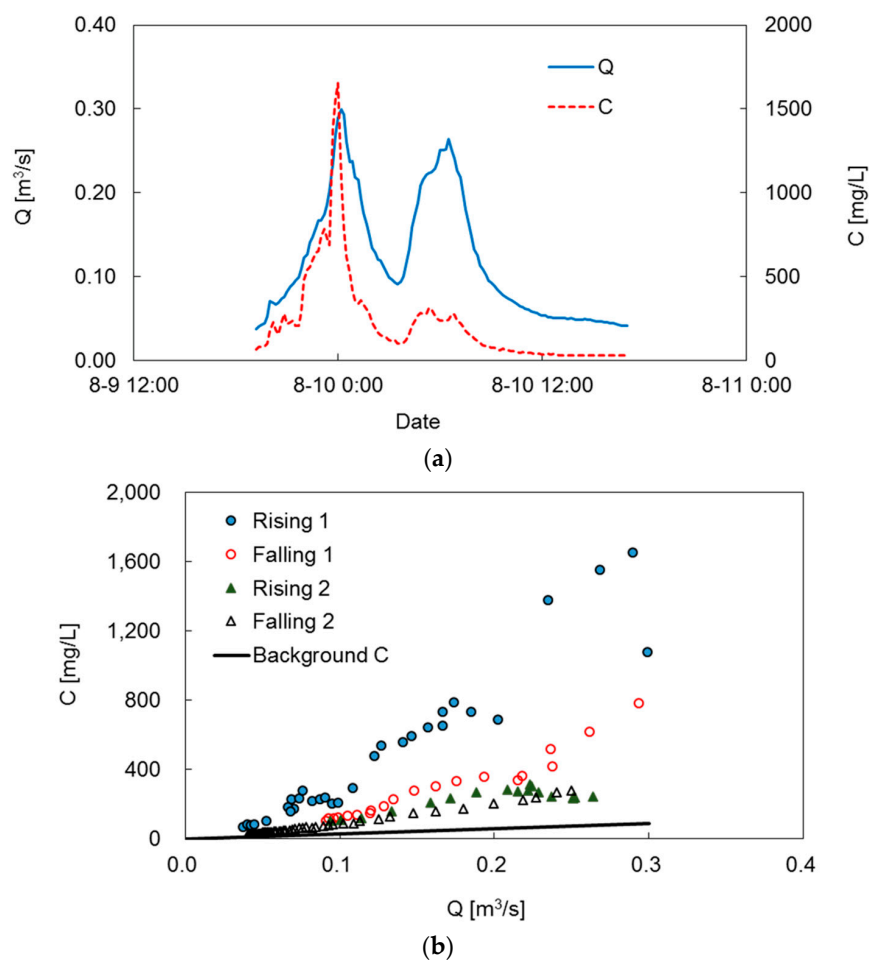 0.40
0.30
0.20
0.10
0.00
Q [m³/s]
2000
1500
1000
500
0
C [mg/L]
Q
C
8-9 12:00 8-10 0:00 8-10 12:00 8-11 0:00
Date
(a)
2,000
1,600
1,200
800
400
0
C [mg/L]
Rising 1
Falling 1
Rising 2
Falling 2
Background C
0.0 0.1 0.2 0.3 0.4
Q [m³/s]
(b)